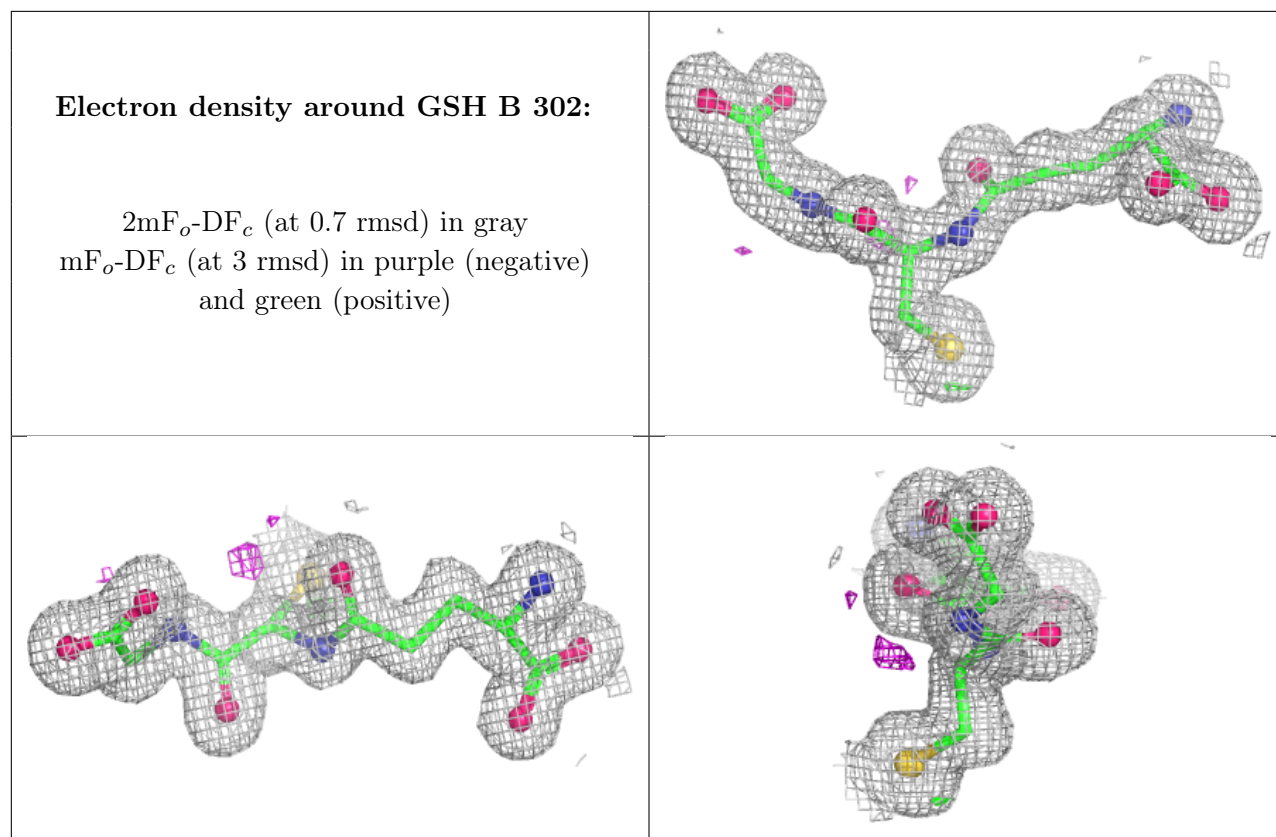 Electron density around GSH B 302:
2mFo-DFc (at 0.7 rmsd) in gray
mFo-DFc (at 3 rmsd) in purple (negative)
and green (positive)